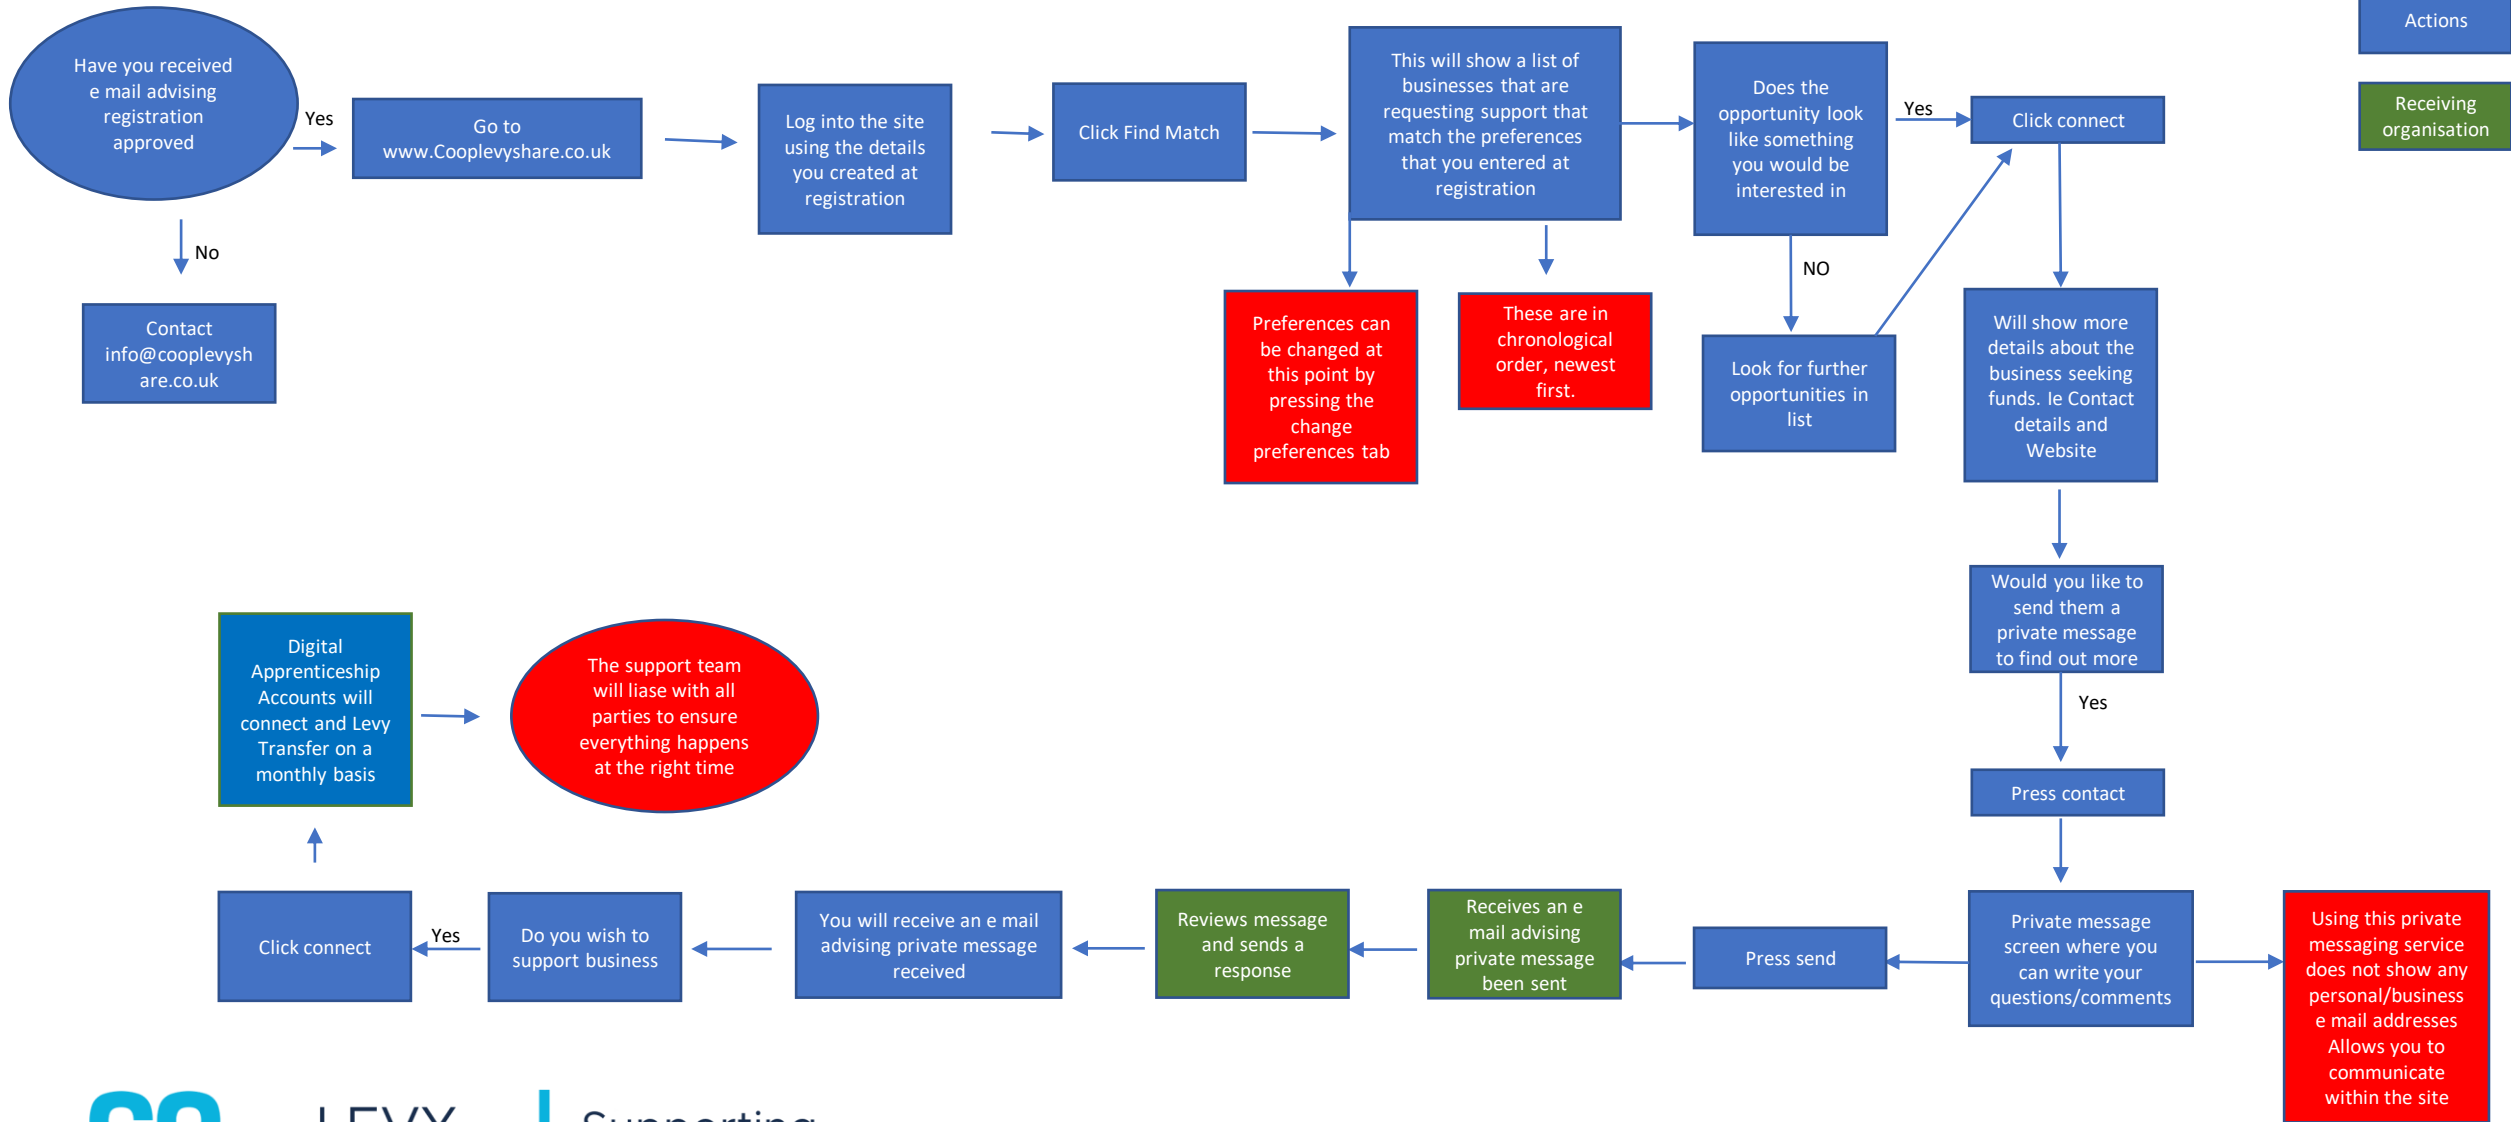 Have you received
e mail advising
registration
approved
Yes
No
Contact
info@cooplevysh
are.co.uk
Go to
www.Cooplevyshare.co.uk
Log into the site
using the details
you created at
registration
Click Find Match
This will show a list of
businesses that are
requesting support that
match the preferences
that you entered at
registration
Preferences can
be changed at
this point by
pressing the
change
preferences tab
These are in
chronological
order, newest
first.
Does the
opportunity look
like something
you would be
interested in
Yes
NO
Look for further
opportunities in
list
Click connect
Actions
Receiving
organisation
Will show more
details about the
business seeking
funds. Ie Contact
details and
Website
Would you like to
send them a
private message
to find out more
Yes
Press contact
Private message
screen where you
can write your
questions/comments
Using this private
messaging service
does not show any
personal/business
e mail addresses
Allows you to
communicate
within the site
Press send
Receives an e
mail advising
private message
been sent
Reviews message
and sends a
response
You will receive an e mail
advising private message
received
Do you wish to
support business
Yes
Click connect
Digital
Apprenticeship
Accounts will
connect and Levy
Transfer on a
monthly basis
The support team
will liase with all
parties to ensure
everything happens
at the right time
LEVY
Supporting